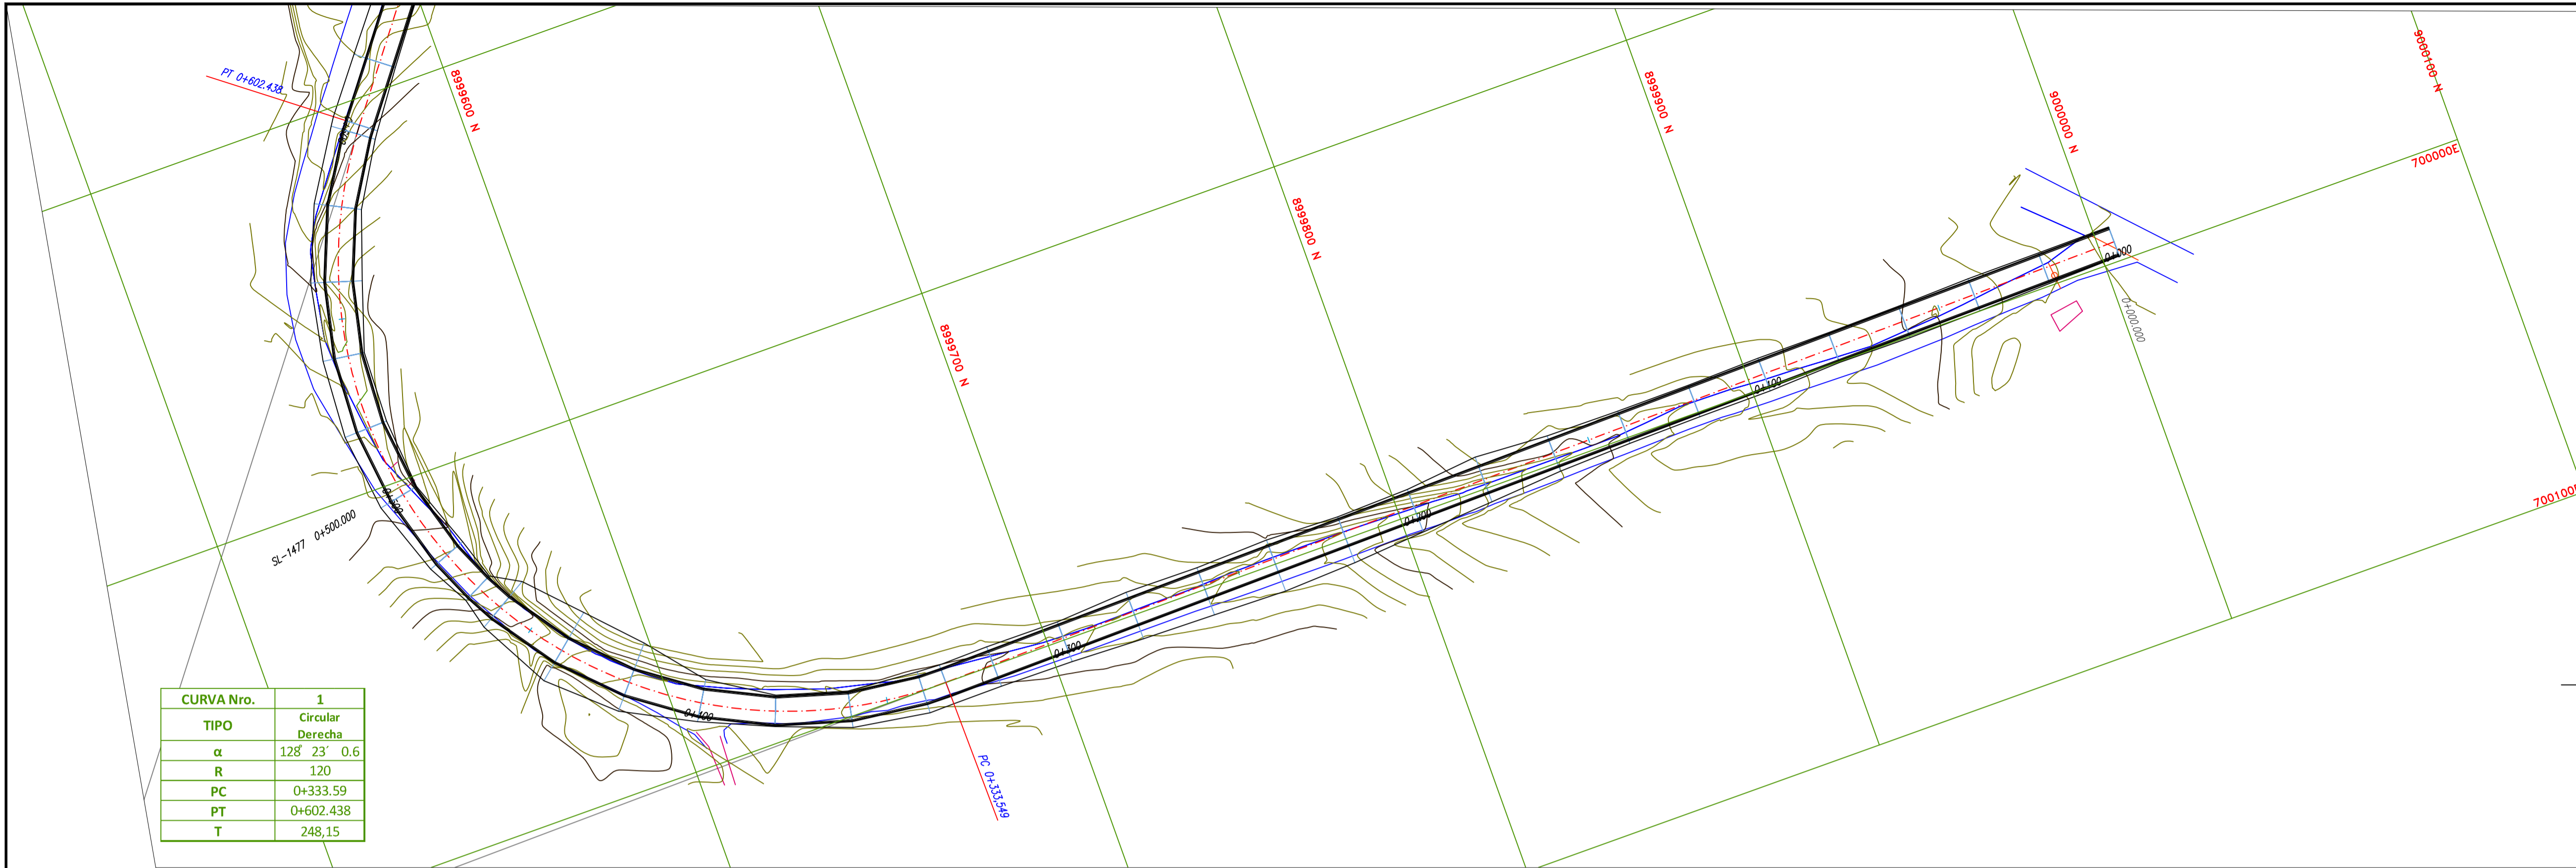 PT 0+602.438
8999600 N
8999900 N
9000000 N
9000100 N
700000E
8999800 N
8999700 N
0+000
0+000.000
0+100
0+200
0+300
0+400
0+500
SL-1477 0+500.000
700100E
PC 0+333,549
CURVA Nro. 1
TIPO Circular
Derecha
α 128° 23´ 0.6
R 120
PC 0+333.59
PT 0+602.438
T 248,15